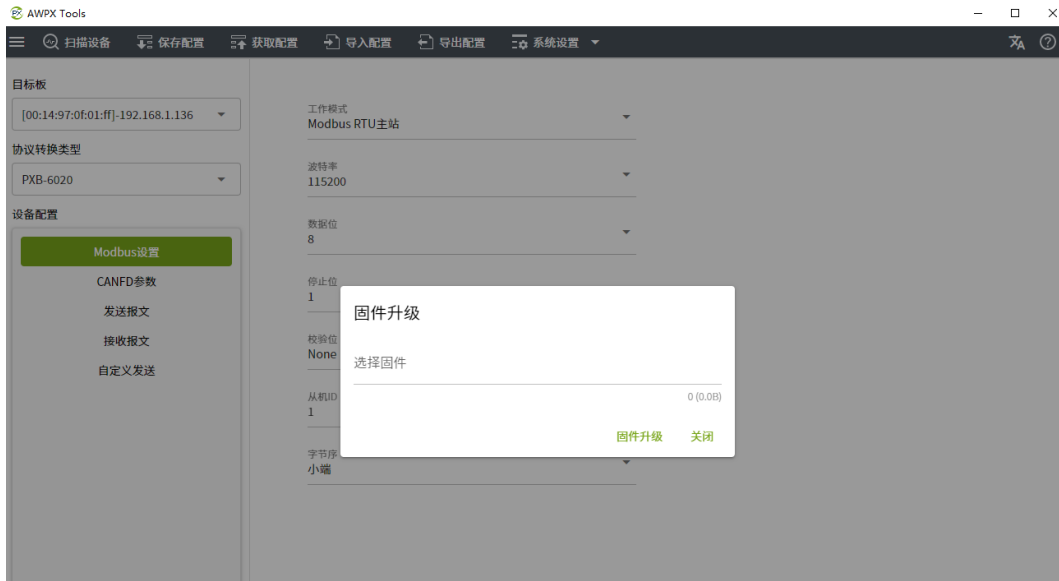 AWPX Tools
扫描设备 保存配置 获取配置 导入配置 导出配置 系统设置
目标板
[00:14:97:0f:01:ff]-192.168.1.136
协议转换类型
PXB-6020
设备配置
Modbus设置
CANFD参数
发送报文
接收报文
自定义发送
工作模式
Modbus RTU主站
波特率
115200
数据位
8
停止位
1
校验位
None
从机ID
1
字节序
小端
固件升级
选择固件
0 (0.0B)
固件升级 关闭